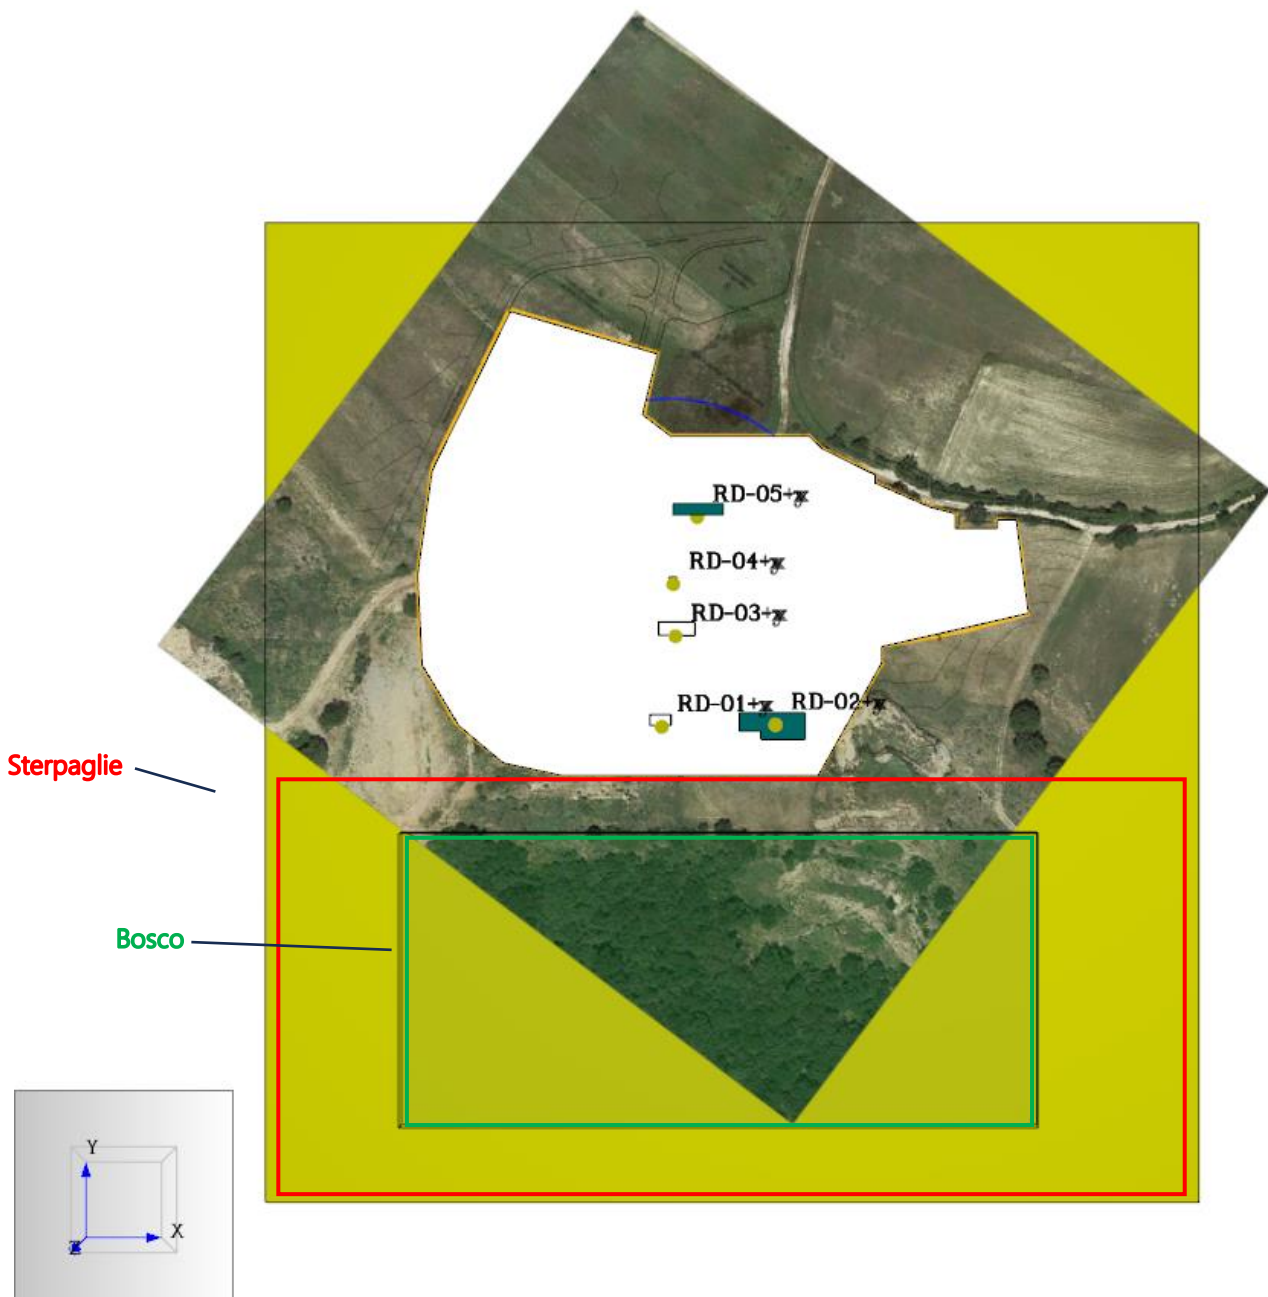 RD-05+
RD-04+
RD-03+
RD-01+
RD-02+
Sterpaglie
Bosco
Y
X
Z